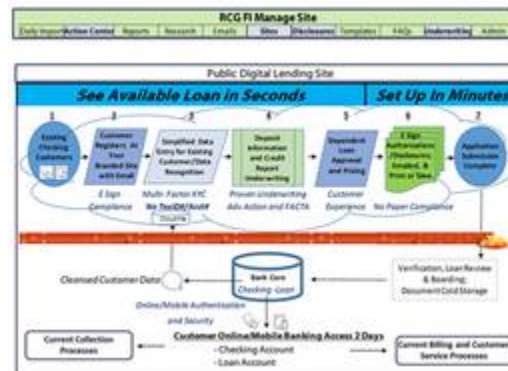 RCG FI Manage Site
Daily Import Action Center Reports Research Emails Sites Disclosures Templates FAQs Underwriting Admin
Public Digital Lending Site
See Available Loan in Seconds
Set Up In Minutes
1 2 3 4 5 6 7
Existing
Checking
Customers
Customer
Registers At Your
Branded Site
with Email
Simplified Data
Entry for Existing
Customer/Data
Recognition
Deposit
Information
and Credit
Report
Underwriting
Dependent
Loan
Approval
and Pricing
E Sign
Authorizations
/Disclosures
Emailed, &
Print or Save
Application
Submission
Complete
E Sign
Compliance
Multi- Factor KYC
No TaxID#/Acct#
Proven Underwriting
Adv Action and FACTA
Customer
Experience
No Paper Compliance
Cleansed Customer Data
Bank Core
Checking -Loan
Verification, Loan Review
& Boarding;
Document Cold Storage
Online/Mobile Authentication
and Security
Customer Online/Mobile Banking Access 2 Days
- Checking Account
- Loan Account
Current Collection
Processes
Current Billing and Customer
Service Processes